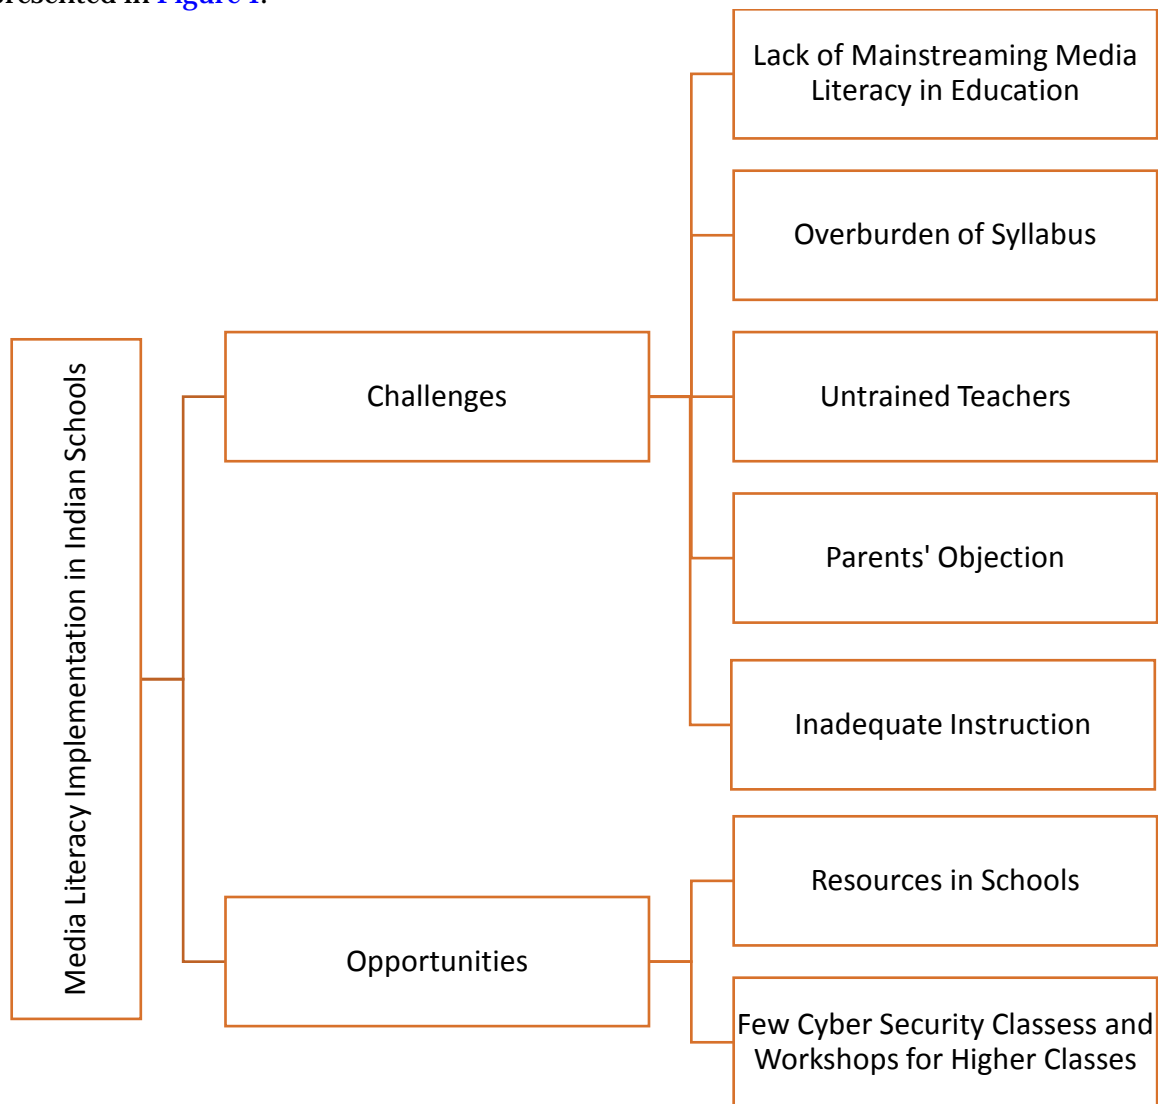 presented in Figure 1.
Media Literacy Implementation in Indian Schools
Challenges
Lack of Mainstreaming Media
Literacy in Education
Overburden of Syllabus
Untrained Teachers
Parents' Objection
Inadequate Instruction
Opportunities
Resources in Schools
Few Cyber Security Classess and
Workshops for Higher Classes